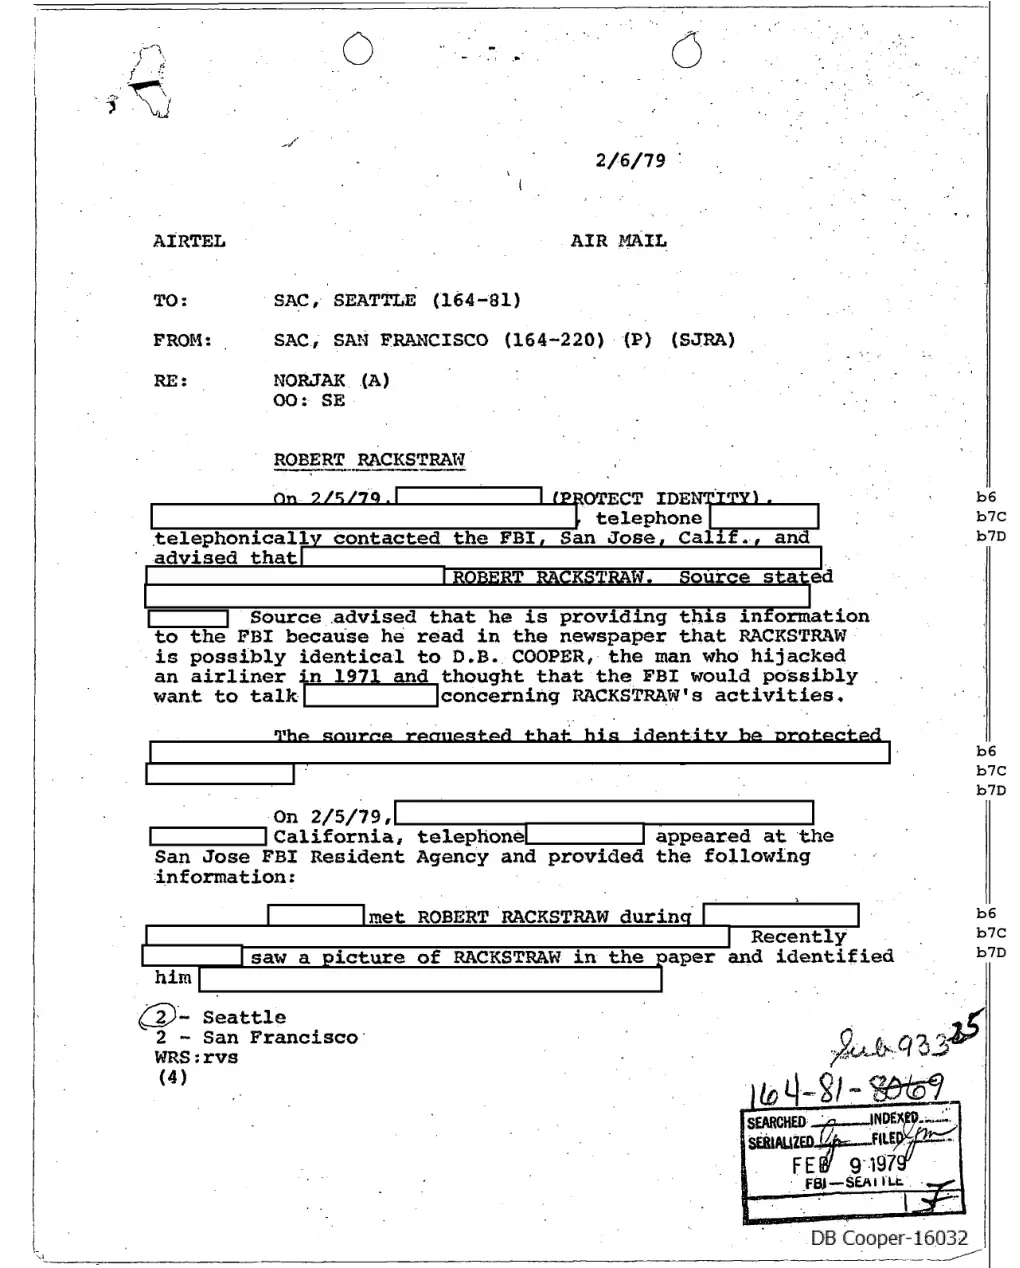 2/6/79
AIRTEL AIR MAIL
TO: SAC, SEATTLE (164-81)
FROM: SAC, SAN FRANCISCO (164-220) (P) (SJRA)
RE: NORJAK (A)
OO: SE
ROBERT RACKSTRAW
On 2/5/79, (PROTECT IDENTITY), b6
, telephone b7C
telephonically contacted the FBI, San Jose, Calif., and b7D
advised that
ROBERT RACKSTRAW. Source stated
Source advised that he is providing this information
to the FBI because he read in the newspaper that RACKSTRAW
is possibly identical to D.B. COOPER, the man who hijacked
an airliner in 1971 and thought that the FBI would possibly
want to talk concerning RACKSTRAW's activities.
The source requested that his identity be protected
b6
b7C
b7D
On 2/5/79,
California, telephone appeared at the
San Jose FBI Resident Agency and provided the following
information:
met ROBERT RACKSTRAW during b6
Recently b7C
saw a picture of RACKSTRAW in the paper and identified b7D
him
2 - Seattle
2 - San Francisco
WRS:rvs
(4)
Sub 933
164-81-8069
SEARCHED INDEXED
SERIALIZED FILED
FEB 9 1979
FBI-SEATTLE
DB Cooper-16032